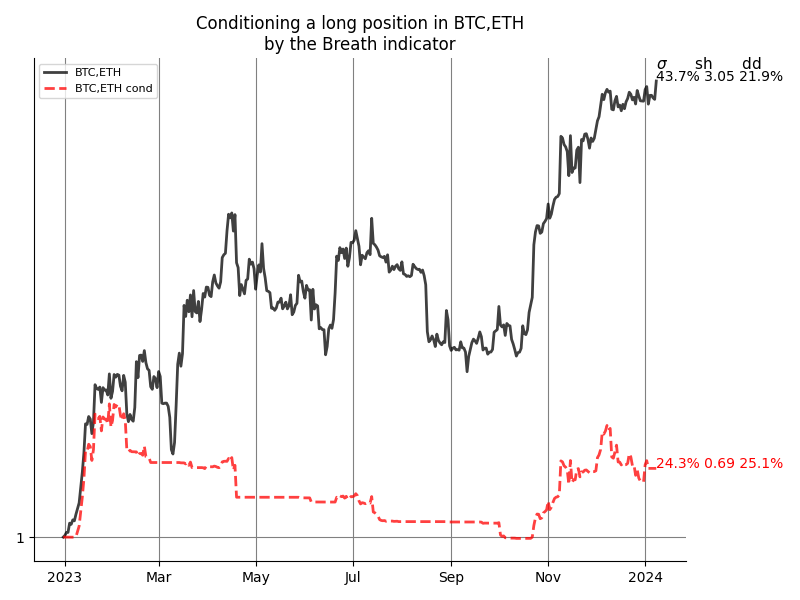 Conditioning a long position in BTC,ETH
by the Breath indicator
BTC,ETH
BTC,ETH cond
σ sh dd
43.7% 3.05 21.9%
24.3% 0.69 25.1%
1
2023 Mar May Jul Sep Nov 2024